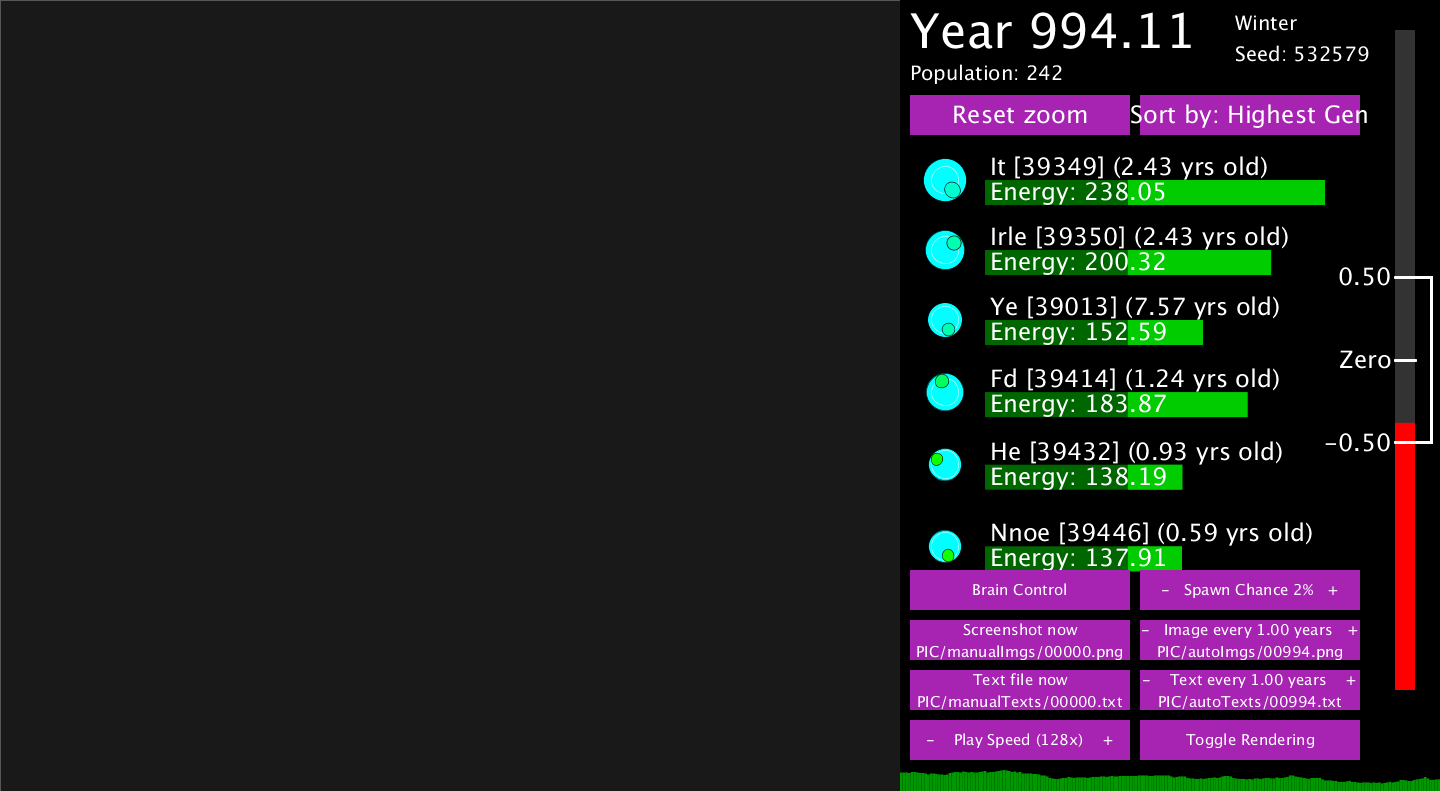 Year 994.11
Winter
Seed: 532579
Population: 242
Reset zoom
Sort by: Highest Gen
It [39349] (2.43 yrs old)
Energy: 238.05
Irle [39350] (2.43 yrs old)
Energy: 200.32
Ye [39013] (7.57 yrs old)
Energy: 152.59
Fd [39414] (1.24 yrs old)
Energy: 183.87
He [39432] (0.93 yrs old)
Energy: 138.19
Nnoe [39446] (0.59 yrs old)
Energy: 137.91
0.50
Zero
-0.50
Brain Control
- Spawn Chance 2% +
Screenshot now
PIC/manualImgs/00000.png
- Image every 1.00 years +
PIC/autoImgs/00994.png
Text file now
PIC/manualTexts/00000.txt
- Text every 1.00 years +
PIC/autoTexts/00994.txt
- Play Speed (128x) +
Toggle Rendering